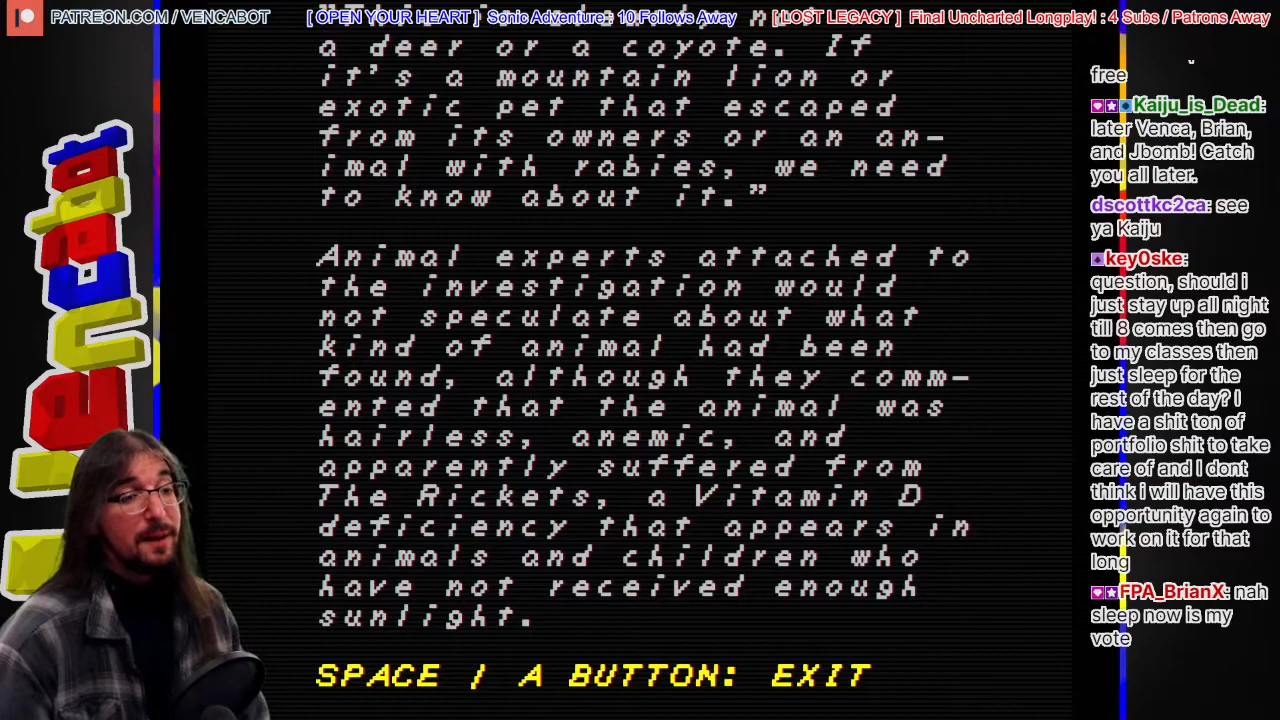 PATREON.COM / VENCABOT
[ OPEN YOUR HEART ] Sonic Adventure : 10 Follows Away
[ LOST LEGACY ] Final Uncharted Longplay! : 4 Subs / Patrons Away
a deer or a coyote. If
it's a mountain lion or
exotic pet that escaped
from its owners or an an-
imal with rabies, we need
to know about it."
Animal experts attached to
the investigation would
not speculate about what
kind of animal had been
found, although they comm-
ented that the animal was
hairless, anemic, and
apparently suffered from
The Rickets, a Vitamin D
deficiency that appears in
animals and children who
have not received enough
sunlight.
SPACE / A BUTTON: EXIT
free
Kaiju_is_Dead:
later Venca, Brian,
and Jbomb! Catch
you all later.
dscottkc2ca: see
ya Kaiju
key0ske:
question, should i
just stay up all night
till 8 comes then go
to my classes then
just sleep for the
rest of the day? I
have a shit ton of
portfolio shit to take
care of and I dont
think i will have this
opportunity again to
work on it for that
long
FPA_BrianX: nah
sleep now is my
vote